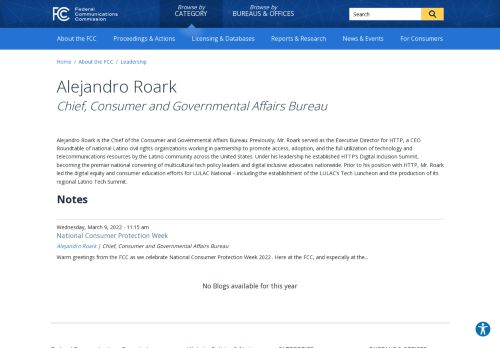 FCC
Federal
Communications
Commission
Browse by
CATEGORY
Browse by
BUREAUS & OFFICES
Search
About the FCC
Proceedings & Actions
Licensing & Databases
Reports & Research
News & Events
For Consumers
Home / About the FCC / Leadership
Alejandro Roark
Chief, Consumer and Governmental Affairs Bureau
Alejandro Roark is the Chief of the Consumer and Governmental Affairs Bureau. Previously, Mr. Roark served as the Executive Director for HTTP, a CEO
Roundtable of national Latino civil rights organizations working in partnership to promote access, adoption, and the full utilization of technology and
telecommunications resources by the Latino community across the United States. Under his leadership he established HTTP's Digital Inclusion Summit,
becoming the premier national convening of multicultural tech policy leaders and digital inclusive advocates nationwide. Prior to his position with HTTP, Mr. Roark
led the digital equity and consumer education efforts for LULAC National – including the establishment of the LULAC's Tech Luncheon and the production of its
regional Latino Tech Summit.
Notes
Wednesday, March 9, 2022 - 11:15 am
National Consumer Protection Week
Alejandro Roark | Chief, Consumer and Governmental Affairs Bureau
Warm greetings from the FCC as we celebrate National Consumer Protection Week 2022 . Here at the FCC, and especially at the...
No Blogs available for this year